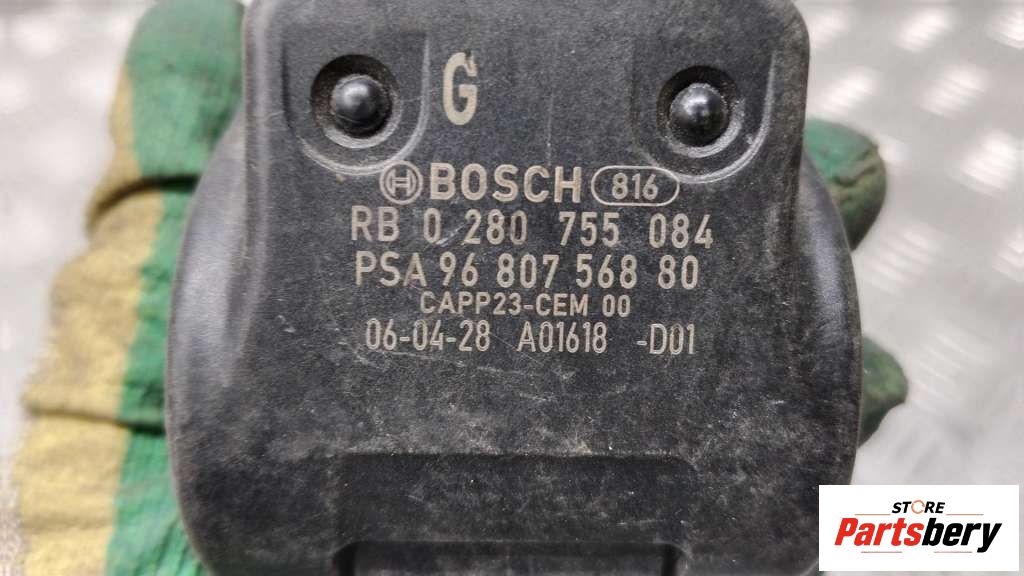 G
BOSCH 816
RB 0 280 755 084
PSA 96 807 568 80
CAPP23-CEM 00
06-04-28 A01618 -D01
STORE
Partsbery